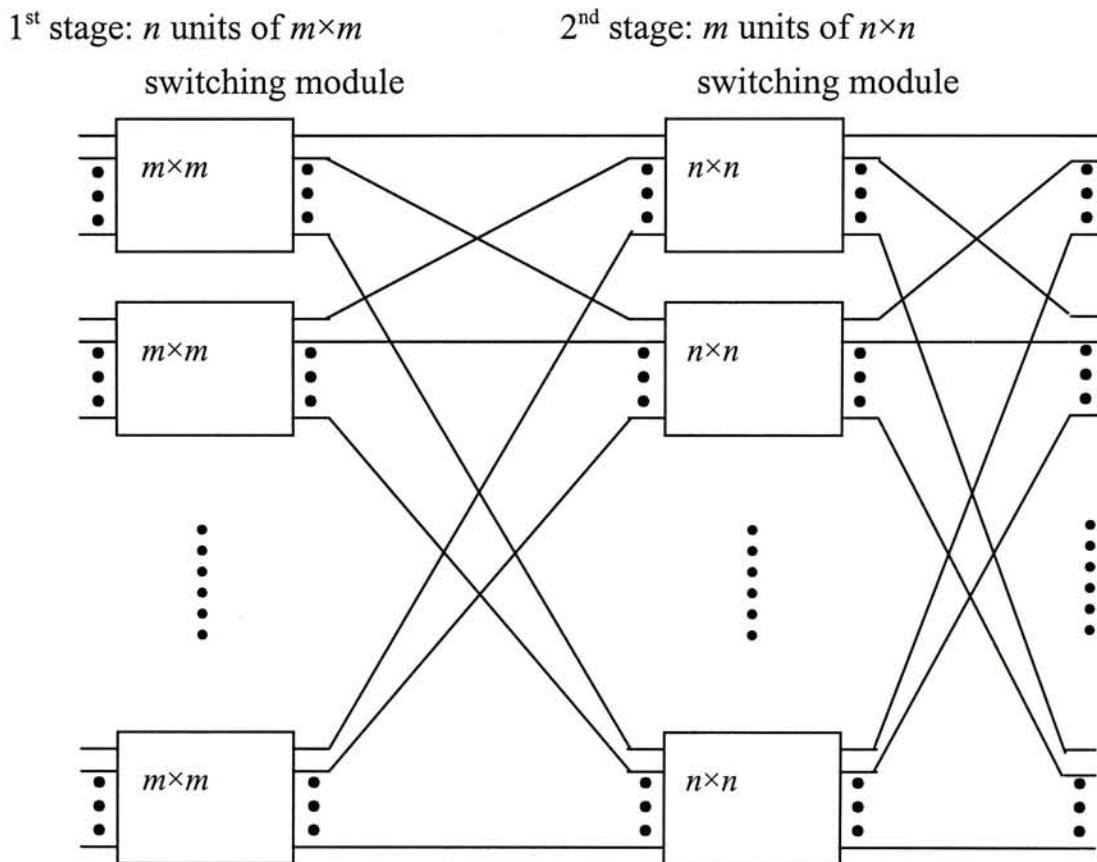 1st stage: n units of m×m
switching module
2nd stage: m units of n×n
switching module
m×m
n×n
m×m
n×n
m×m
n×n